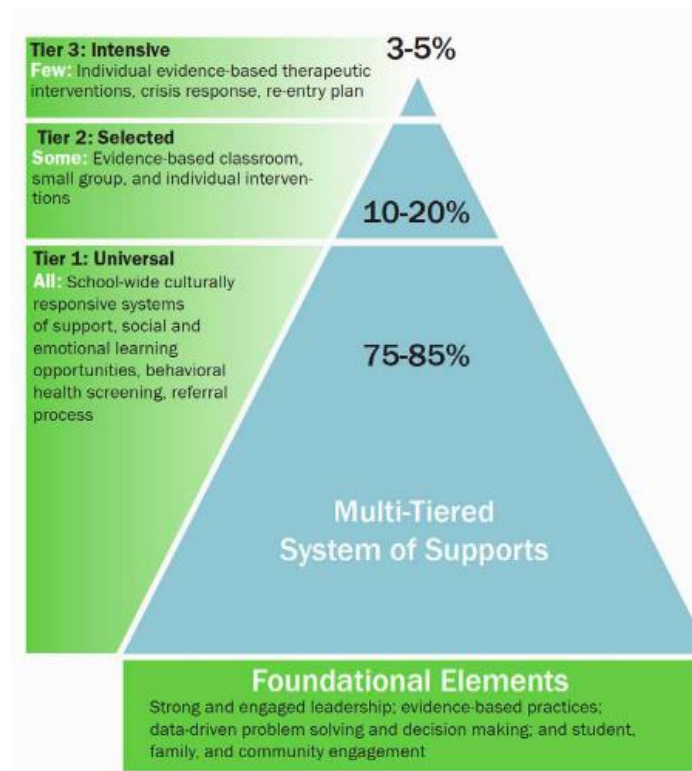 Tier 3: Intensive
Few: Individual evidence-based therapeutic
interventions, crisis response, re-entry plan
3-5%
Tier 2: Selected
Some: Evidence-based classroom,
small group, and individual interven-
tions
10-20%
Tier 1: Universal
All: School-wide culturally
responsive systems
of support, social and
emotional learning
opportunities, behavioral
health screening, referral
process
75-85%
Multi-Tiered
System of Supports
Foundational Elements
Strong and engaged leadership; evidence-based practices;
data-driven problem solving and decision making; and student,
family, and community engagement